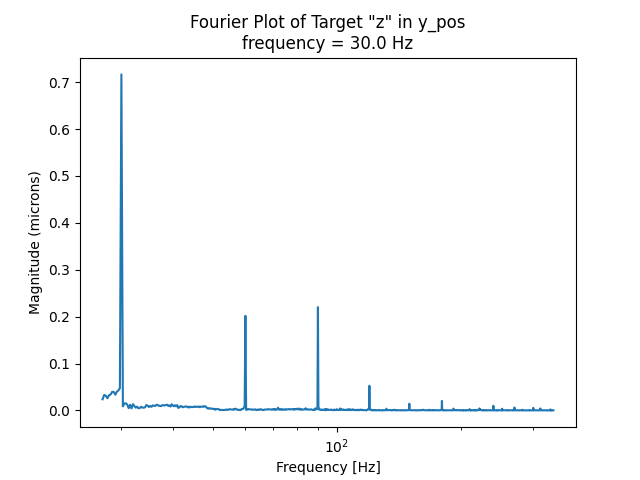 Fourier Plot of Target "z" in y_pos
frequency = 30.0 Hz
0.7
0.6
0.5
0.4
0.3
0.2
0.1
0.0
Magnitude (microns)
10²
Frequency [Hz]